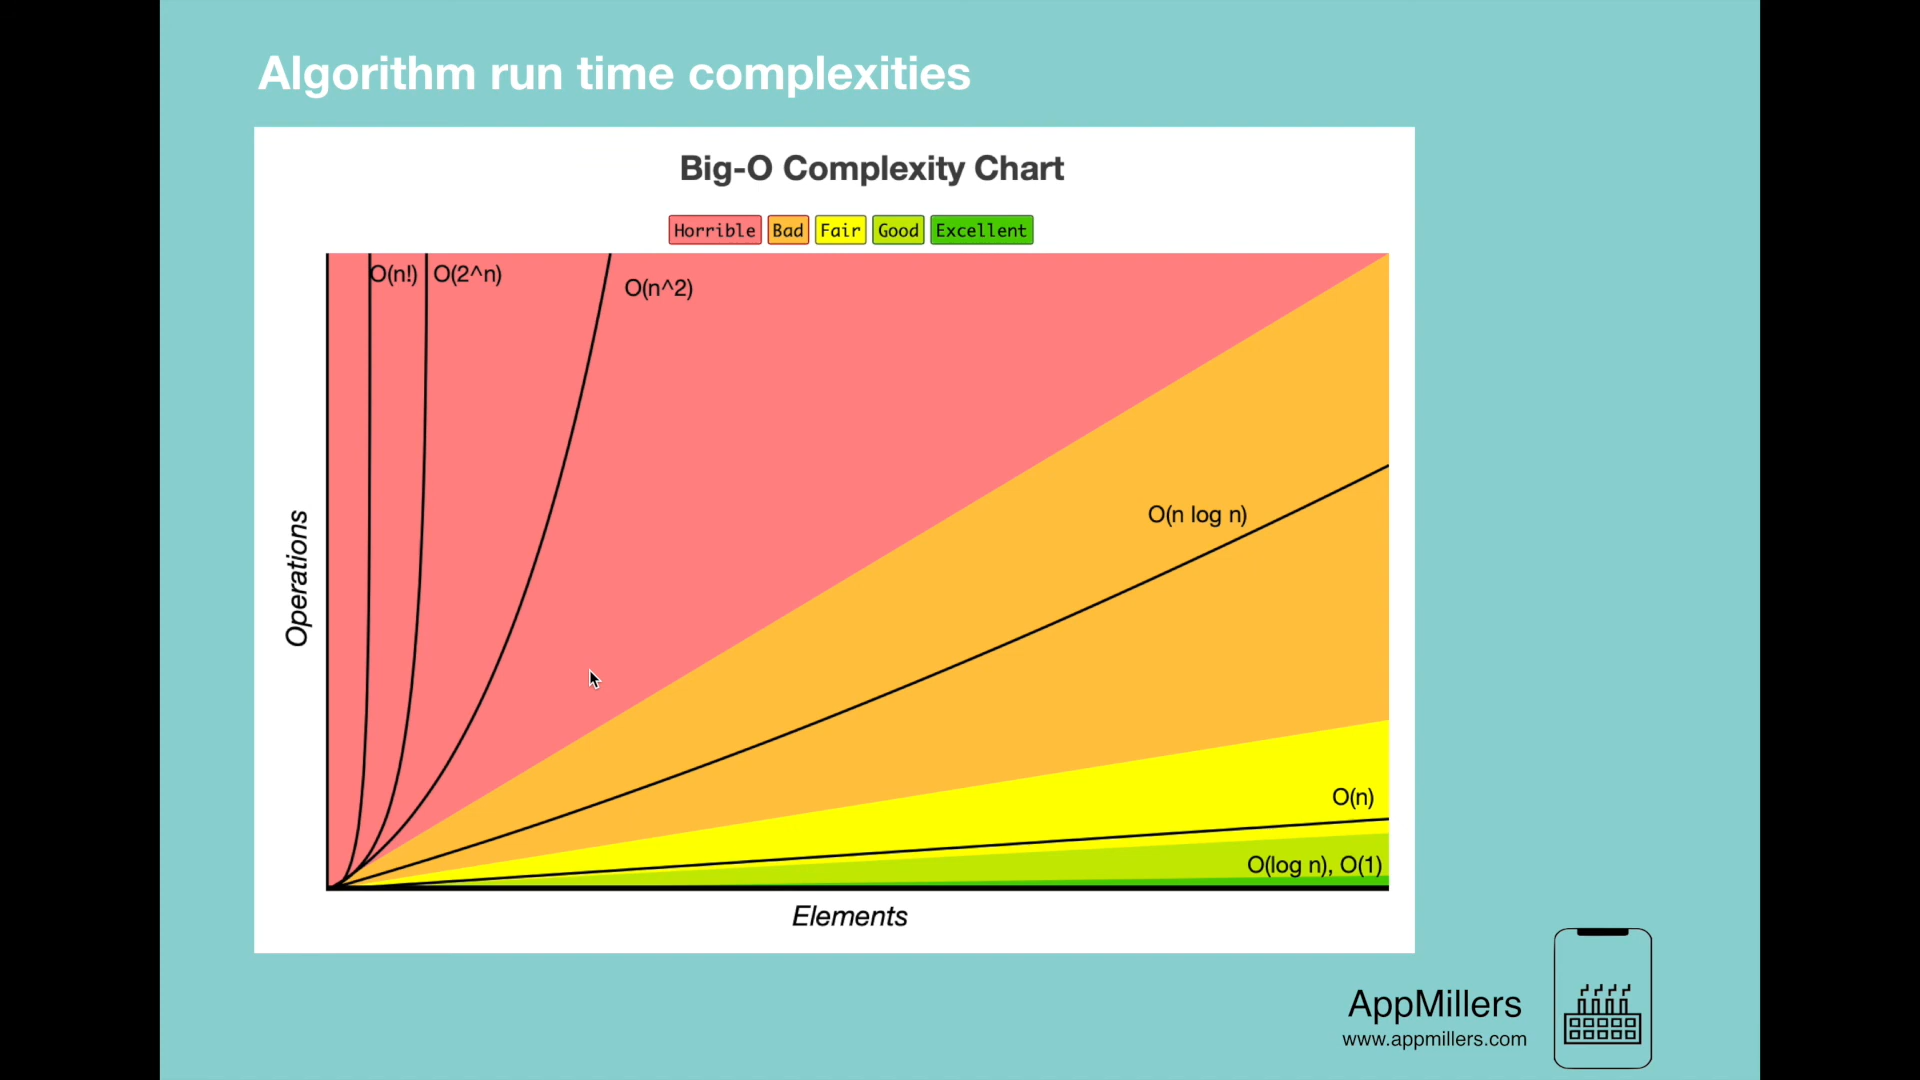 Algorithm run time complexities
Big-O Complexity Chart
Horrible Bad Fair Good Excellent
O(n!) O(2^n)
O(n^2)
O(n log n)
O(n)
O(log n), O(1)
Operations
Elements
AppMillers
www.appmillers.com